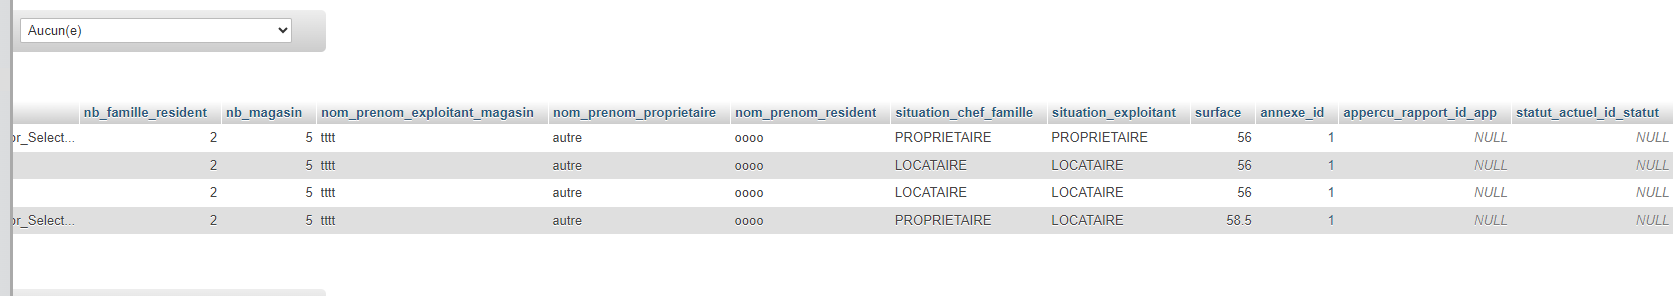 Aucun(e)
nb_famille_resident nb_magasin nom_prenom_exploitant_magasin nom_prenom_proprietaire nom_prenom_resident situation_chef_famille situation_exploitant surface annexe_id appercu_rapport_id_app statut_actuel_id_statut
or_Select... 2 5 tttt autre oooo PROPRIETAIRE PROPRIETAIRE 56 1 NULL NULL
2 5 tttt autre oooo LOCATAIRE LOCATAIRE 56 1 NULL NULL
2 5 tttt autre oooo LOCATAIRE LOCATAIRE 56 1 NULL NULL
or_Select... 2 5 tttt autre oooo PROPRIETAIRE LOCATAIRE 58.5 1 NULL NULL